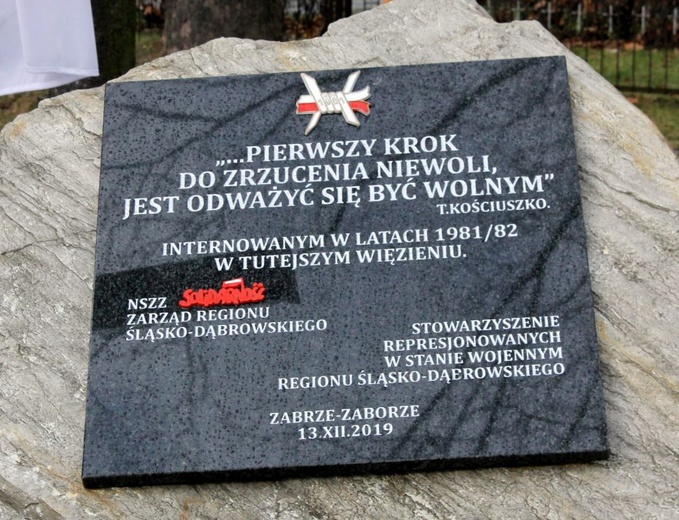 „...PIERWSZY KROK
DO ZRZUCENIA NIEWOLI,
JEST ODWAŻYĆ SIĘ BYĆ WOLNYM”
T.KOŚCIUSZKO.
INTERNOWANYM W LATACH 1981/82
W TUTEJSZYM WIĘZIENIU.
NSZZ SOLIDARNOŚĆ
ZARZĄD REGIONU
ŚLĄSKO-DĄBROWSKIEGO
STOWARZYSZENIE
REPRESJONOWANYCH
W STANIE WOJENNYM
REGIONU ŚLĄSKO-DĄBROWSKIEGO
ZABRZE-ZABORZE
13.XII.2019